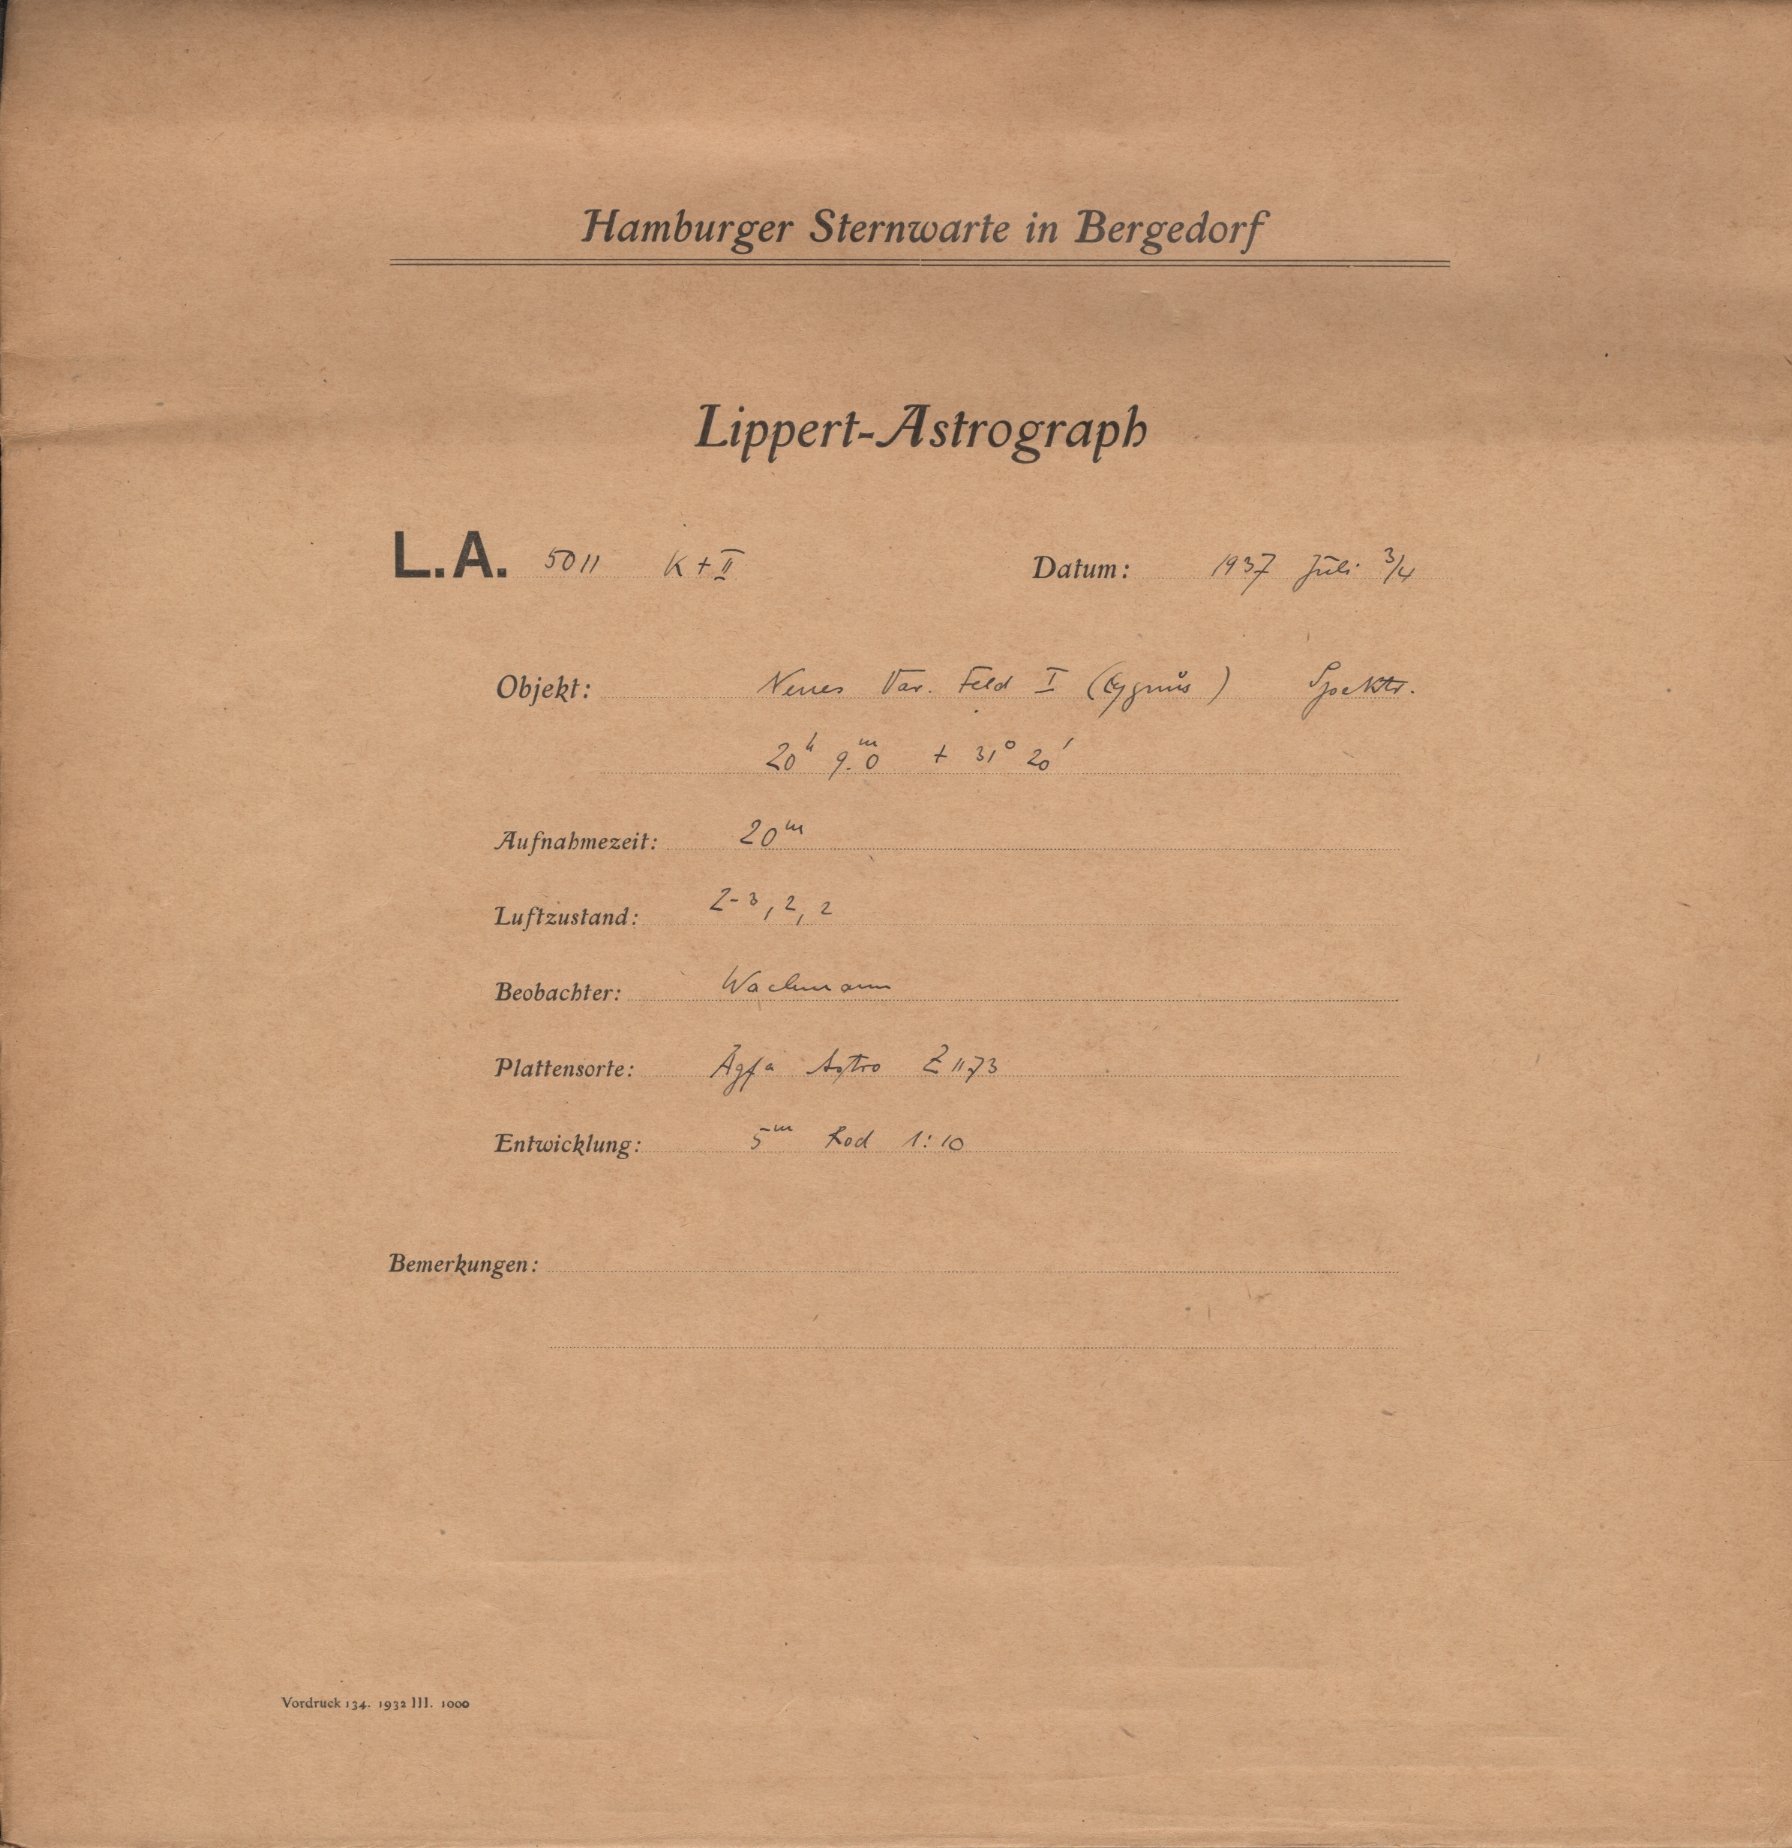 Hamburger Sternwarte in Bergedorf
Lippert-Astrograph
L.A. 5011 K + II Datum: 1937 Juli 3/4
Objekt: Neues Var. Feld I (Cygnus) Spektr.
20h 9.m0 + 31° 20'
Aufnahmezeit: 20m
Luftzustand: 2-3, 2, 2
Beobachter: Wachmann
Plattensorte: Agfa Astro Z 1173
Entwicklung: 5m Rod 1:10
Bemerkungen:
Vordruck 134. 1932 III. 1000